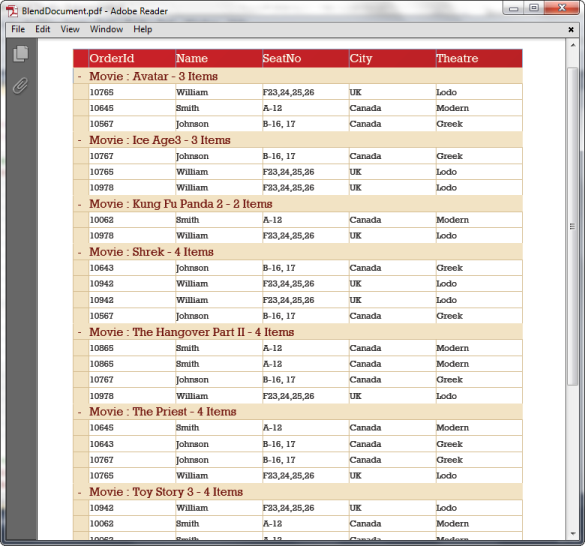 BlendDocument.pdf - Adobe Reader
File Edit View Window Help
OrderId Name SeatNo City Theatre
- Movie : Avatar - 3 Items
10765 William F23,24,25,26 UK Lodo
10645 Smith A-12 Canada Modern
10567 Johnson B-16, 17 Canada Greek
- Movie : Ice Age3 - 3 Items
10767 Johnson B-16, 17 Canada Greek
10765 William F23,24,25,26 UK Lodo
10978 William F23,24,25,26 UK Lodo
- Movie : Kung Fu Panda 2 - 2 Items
10062 Smith A-12 Canada Modern
10978 William F23,24,25,26 UK Lodo
- Movie : Shrek - 4 Items
10643 Johnson B-16, 17 Canada Greek
10942 William F23,24,25,26 UK Lodo
10942 William F23,24,25,26 UK Lodo
10567 Johnson B-16, 17 Canada Greek
- Movie : The Hangover Part II - 4 Items
10865 Smith A-12 Canada Modern
10865 Smith A-12 Canada Modern
10767 Johnson B-16, 17 Canada Greek
10978 William F23,24,25,26 UK Lodo
- Movie : The Priest - 4 Items
10645 Smith A-12 Canada Modern
10643 Johnson B-16, 17 Canada Greek
10767 Johnson B-16, 17 Canada Greek
10765 William F23,24,25,26 UK Lodo
- Movie : Toy Story 3 - 4 Items
10942 William F23,24,25,26 UK Lodo
10062 Smith A-12 Canada Modern
10062 Smith A-12 Canada Modern